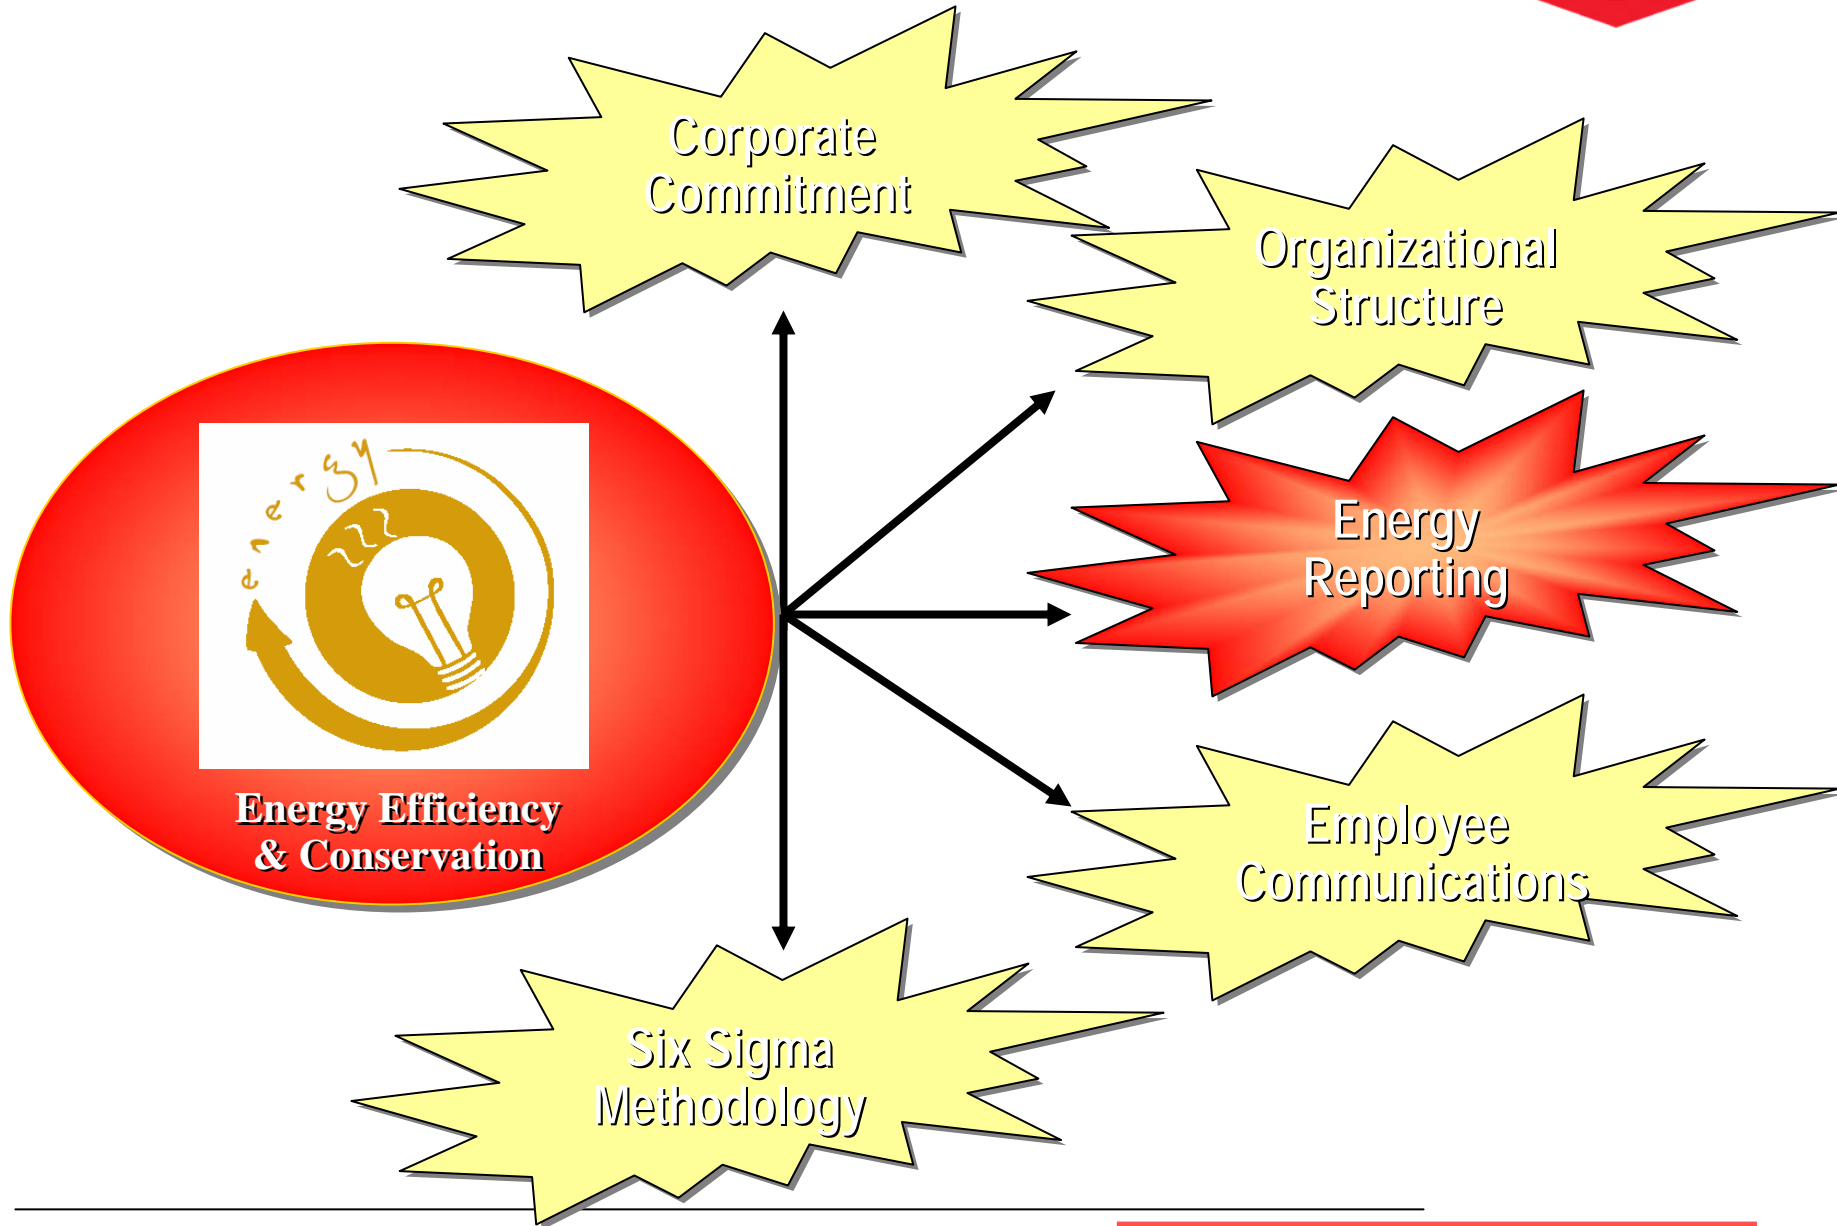 Corporate
Commitment
Organizational
Structure
energy
Energy Efficiency
& Conservation
Energy
Reporting
Employee
Communications
Six Sigma
Methodology